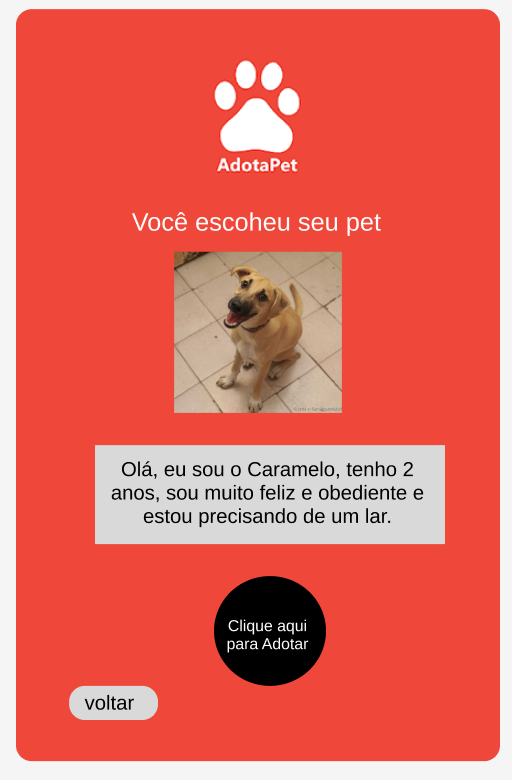 AdotaPet
Você escoheu seu pet
Olá, eu sou o Caramelo, tenho 2
anos, sou muito feliz e obediente e
estou precisando de um lar.
Clique aqui
para Adotar
voltar